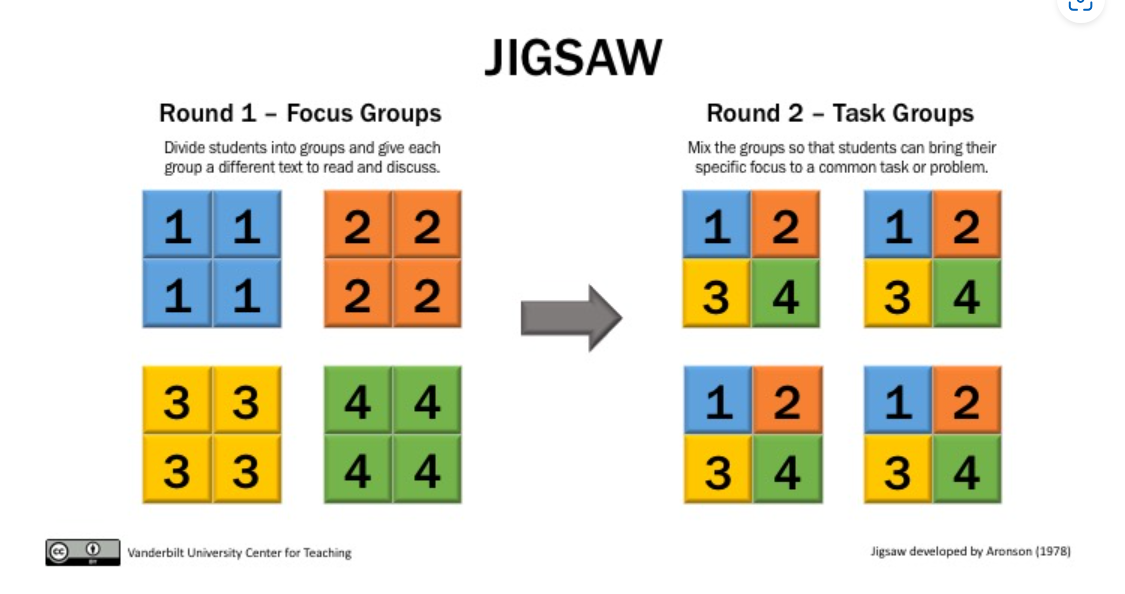 JIGSAW
Round 1 – Focus Groups
Divide students into groups and give each
group a different text to read and discuss.
1 1 2 2
1 1 2 2
3 3 4 4
3 3 4 4
Round 2 – Task Groups
Mix the groups so that students can bring their
specific focus to a common task or problem.
1 2 1 2
3 4 3 4
1 2 1 2
3 4 3 4
cc BY
Vanderbilt University Center for Teaching
Jigsaw developed by Aronson (1978)